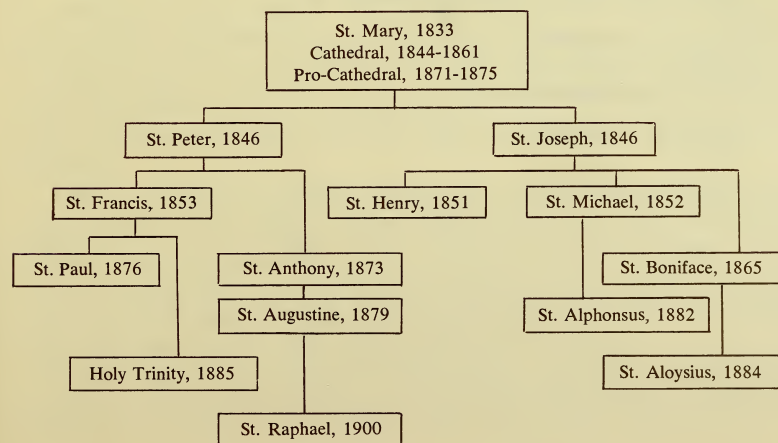 St. Mary, 1833
Cathedral, 1844-1861
Pro-Cathedral, 1871-1875
St. Peter, 1846
St. Joseph, 1846
St. Francis, 1853
St. Henry, 1851
St. Michael, 1852
St. Paul, 1876
St. Anthony, 1873
St. Boniface, 1865
St. Augustine, 1879
St. Alphonsus, 1882
Holy Trinity, 1885
St. Aloysius, 1884
St. Raphael, 1900